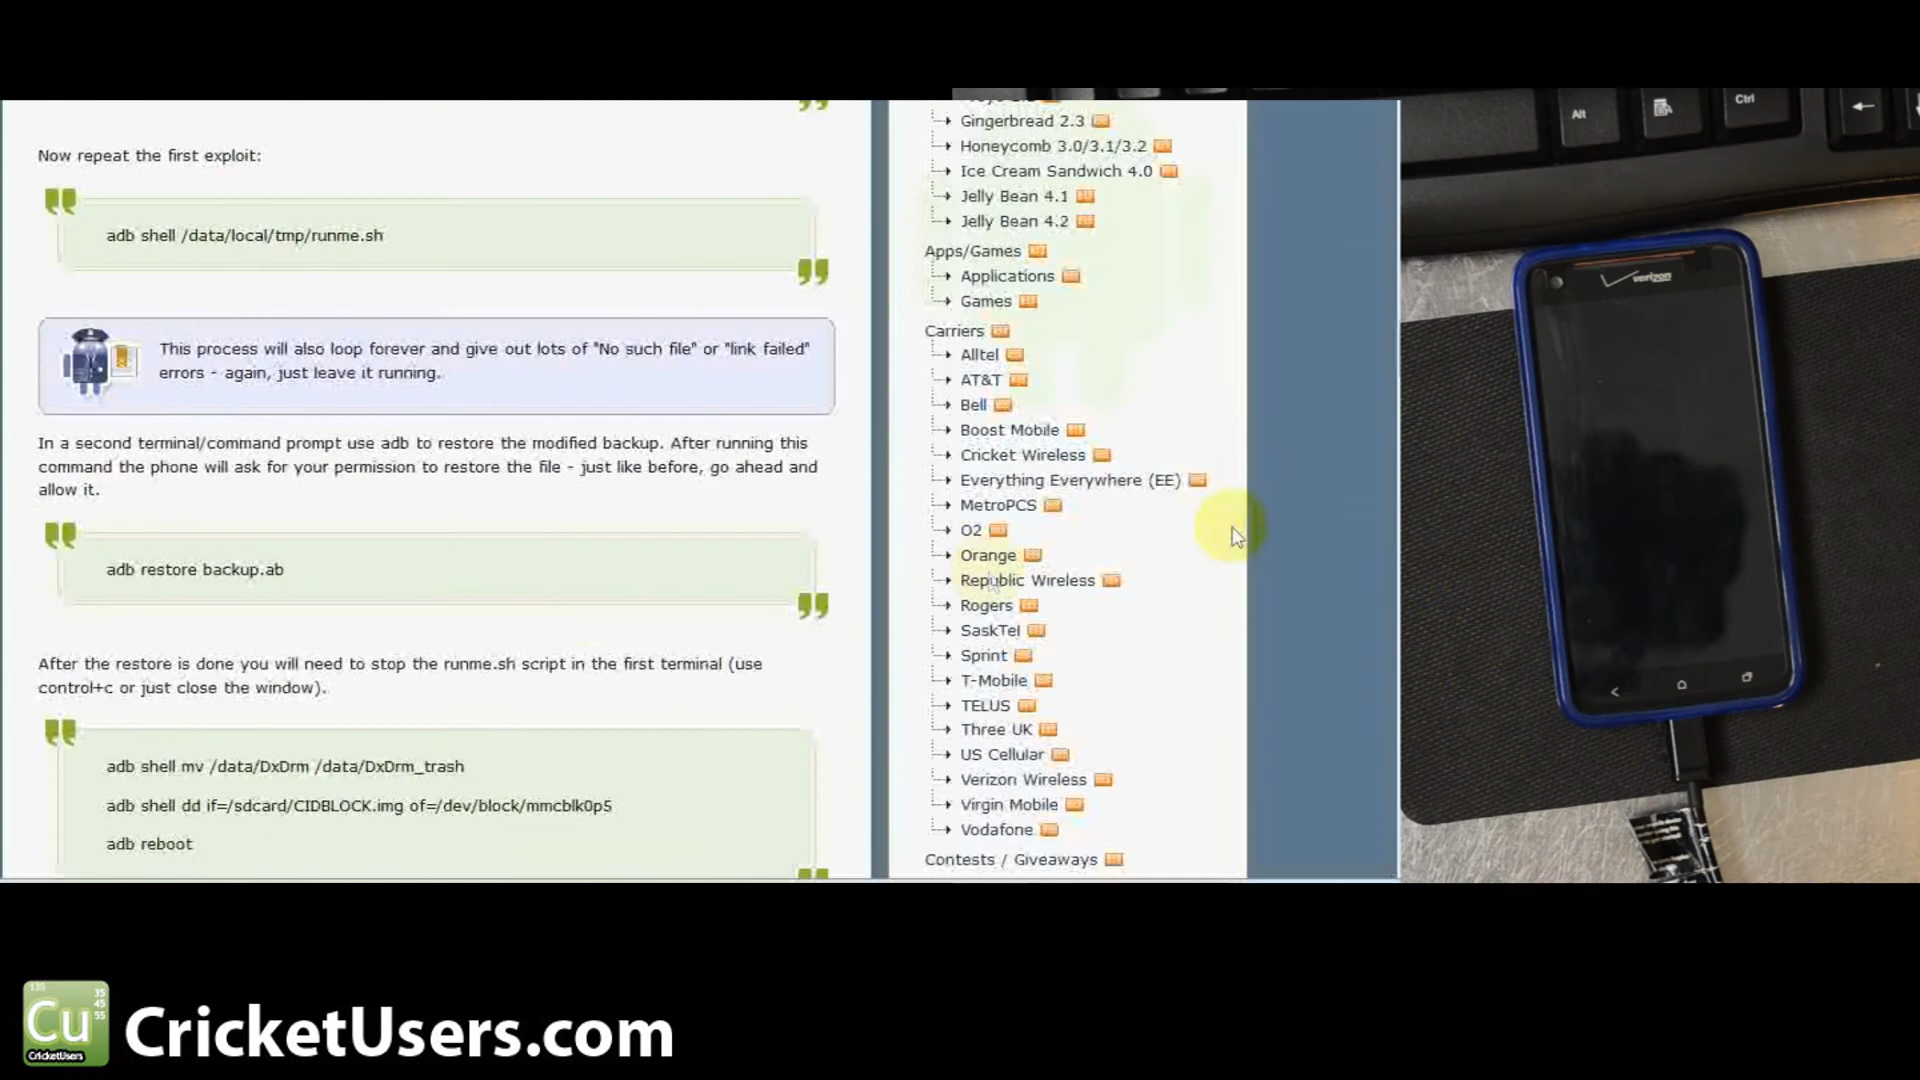 Now repeat the first exploit:
adb shell /data/local/tmp/runme.sh
This process will also loop forever and give out lots of "No such file" or "link failed"
errors - again, just leave it running.
In a second terminal/command prompt use adb to restore the modified backup. After running this
command the phone will ask for your permission to restore the file - just like before, go ahead and
allow it.
adb restore backup.ab
After the restore is done you will need to stop the runme.sh script in the first terminal (use
control+c or just close the window).
adb shell mv /data/DxDrm /data/DxDrm_trash
adb shell dd if=/sdcard/CIDBLOCK.img of=/dev/block/mmcblk0p5
adb reboot
Gingerbread 2.3
Honeycomb 3.0/3.1/3.2
Ice Cream Sandwich 4.0
Jelly Bean 4.1
Jelly Bean 4.2
Apps/Games
Applications
Games
Carriers
Alltel
AT&T
Bell
Boost Mobile
Cricket Wireless
Everything Everywhere (EE)
MetroPCS
O2
Orange
Republic Wireless
Rogers
SaskTel
Sprint
T-Mobile
TELUS
Three UK
US Cellular
Verizon Wireless
Virgin Mobile
Vodafone
Contests / Giveaways
Alt
Ctrl
verizon
135
35
45
55
Cu
CricketUsers
CricketUsers.com